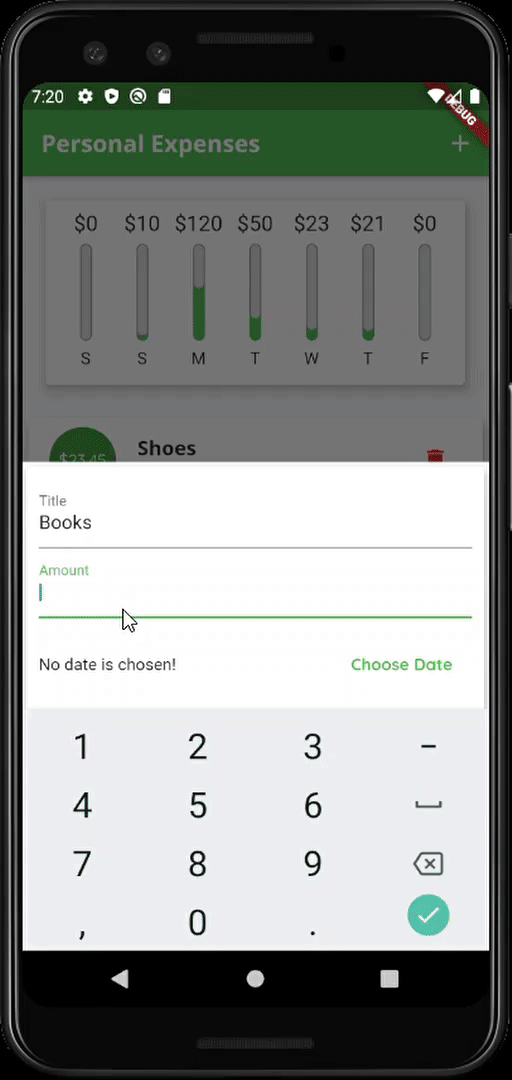 7:20
DEBUG
Personal Expenses +
$0 $10 $120 $50 $23 $21 $0
S S M T W T F
Shoes
$23.45
Title
Books
Amount
No date is chosen! Choose Date
1 2 3 -
4 5 6
7 8 9
, 0 .